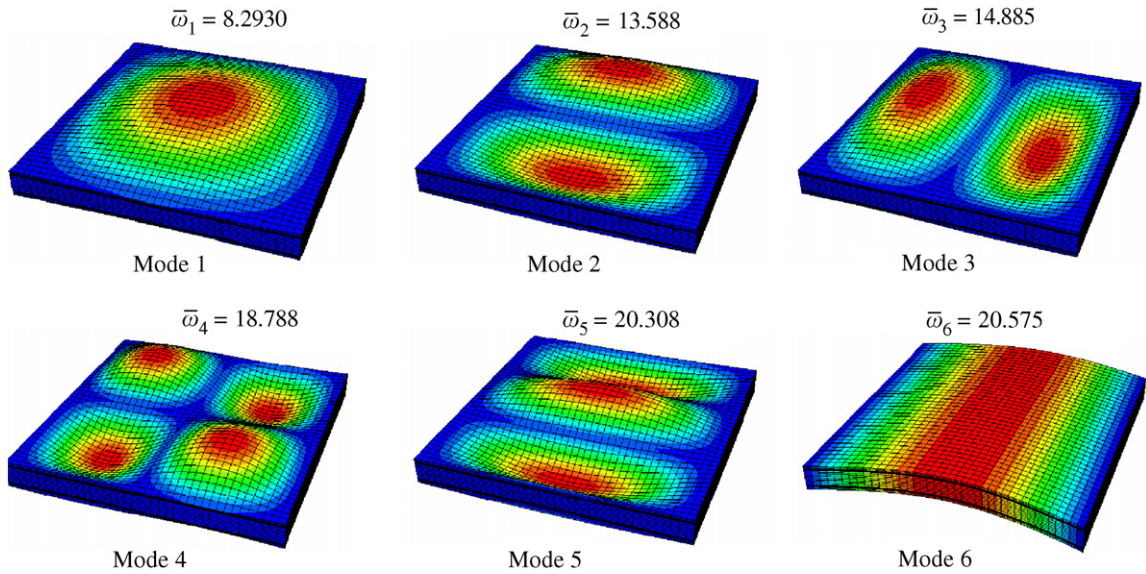 ω̅₁ = 8.2930
ω̅₂ = 13.588
ω̅₃ = 14.885
Mode 1
Mode 2
Mode 3
ω̅₄ = 18.788
ω̅₅ = 20.308
ω̅₆ = 20.575
Mode 4
Mode 5
Mode 6